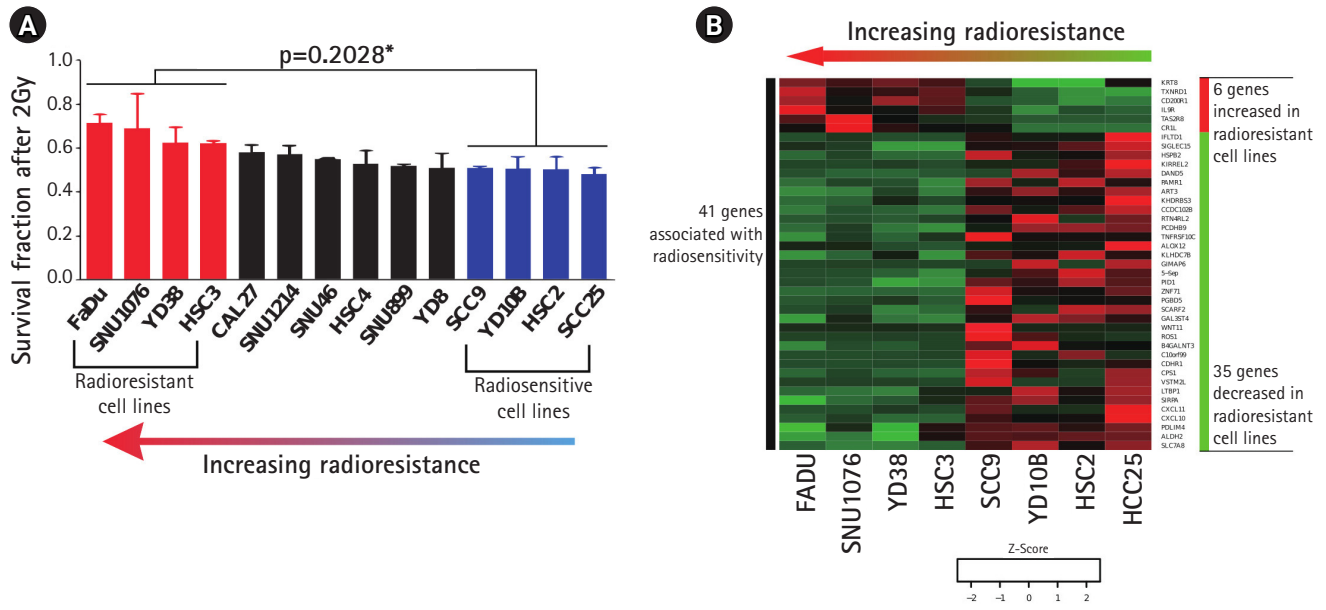 A
p=0.2028*
Survival fraction after 2Gy
1.0
0.8
0.6
0.4
0.2
0.0
FaDu
SNU1076
YD38
HSC3
CAL27
SNU1214
SNU46
HSC4
SNU899
YD8
SCC9
YD10B
HSC2
SCC25
Radioresistant
cell lines
Radiosensitive
cell lines
Increasing radioresistance
B
Increasing radioresistance
41 genes
associated with
radiosensitivity
KRT8
TXNRD1
CD200R1
IL9R
TAS2R8
CR1L
IFLTD1
SIGLEC15
HSPB2
KIRREL2
DAND5
PAMR1
ART3
KHDRBS3
CCDC102B
RTN4RL2
PCDHB9
TNFRSF10C
ALOX12
KLHDC7B
GIMAP6
5-Sep
PID1
ZNF71
PGBD5
SCARF2
GAL3ST4
WNT11
ROS1
B4GALNT3
C10orf99
CDHR1
CPS1
VSTM2L
LTBP1
SIRPA
CXCL11
CXCL10
PDLIM4
ALDH2
SLC7A8
6 genes
increased in
radioresistant
cell lines
35 genes
decreased in
radioresistant
cell lines
FADU
SNU1076
YD38
HSC3
SCC9
YD10B
HSC2
HCC25
Z-Score
−2 −1 0 1 2